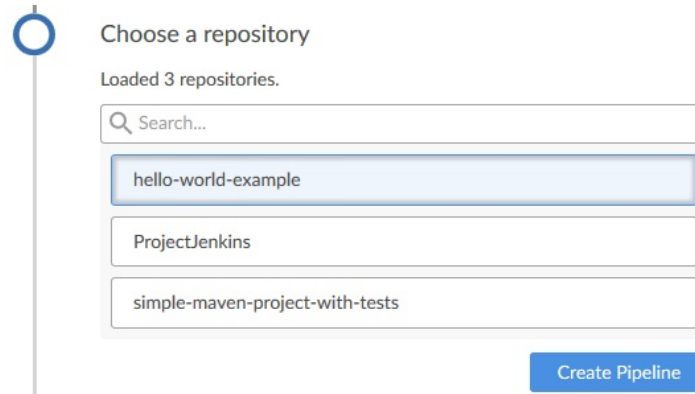 Choose a repository
Loaded 3 repositories.
Search...
hello-world-example
ProjectJenkins
simple-maven-project-with-tests
Create Pipeline